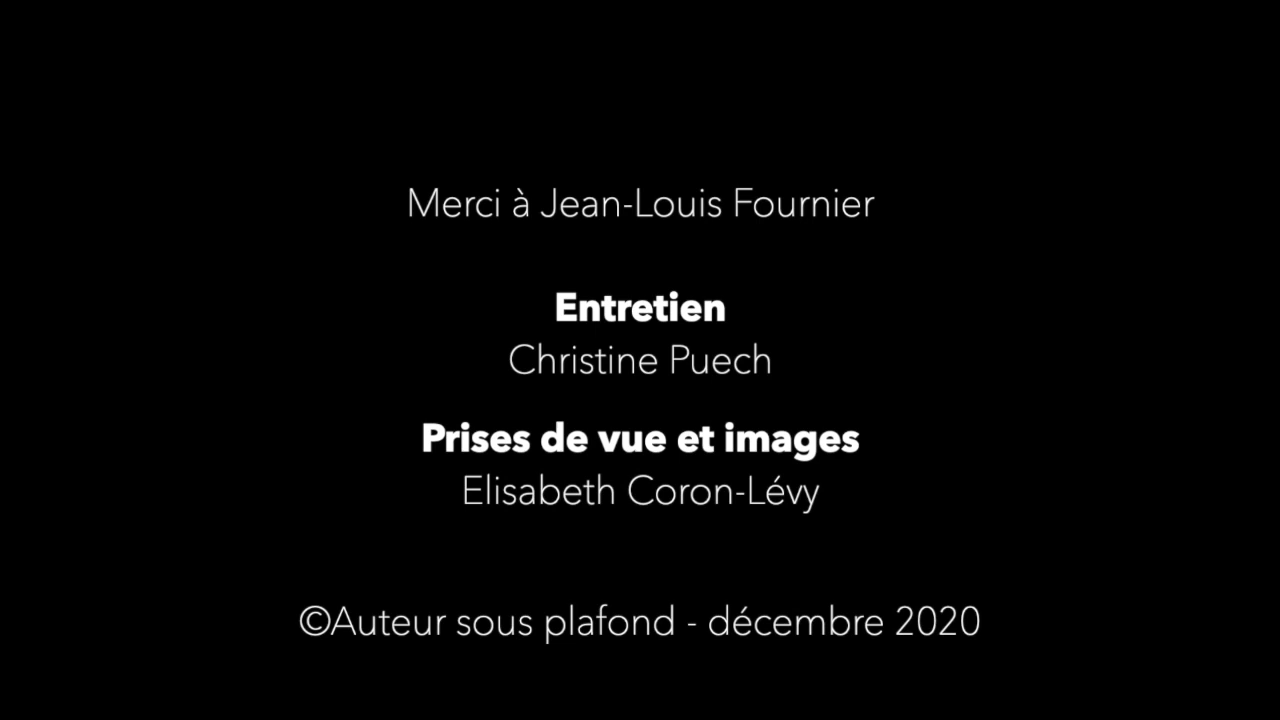 Merci à Jean-Louis Fournier
Entretien
Christine Puech
Prises de vue et images
Elisabeth Coron-Lévy
©Auteur sous plafond - décembre 2020